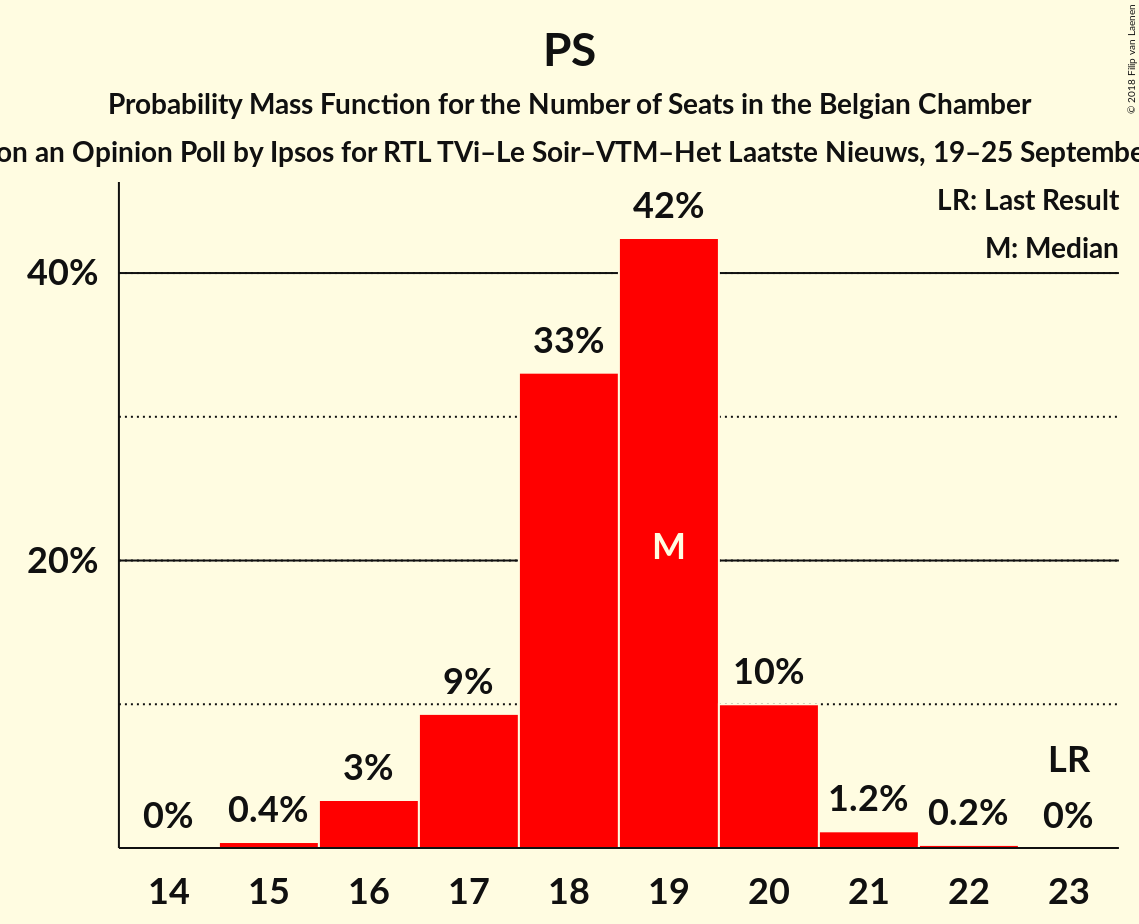 PS
Probability Mass Function for the Number of Seats in the Belgian Chamber
on an Opinion Poll by Ipsos for RTL TVi–Le Soir–VTM–Het Laatste Nieuws, 19–25 Septembe
© 2018 Filip van Laenen
LR: Last Result
M: Median
42%
40%
33%
M
20%
10%
9%
LR
3%
1.2%
0.4%
0.2%
0%
0%
14 15 16 17 18 19 20 21 22 23